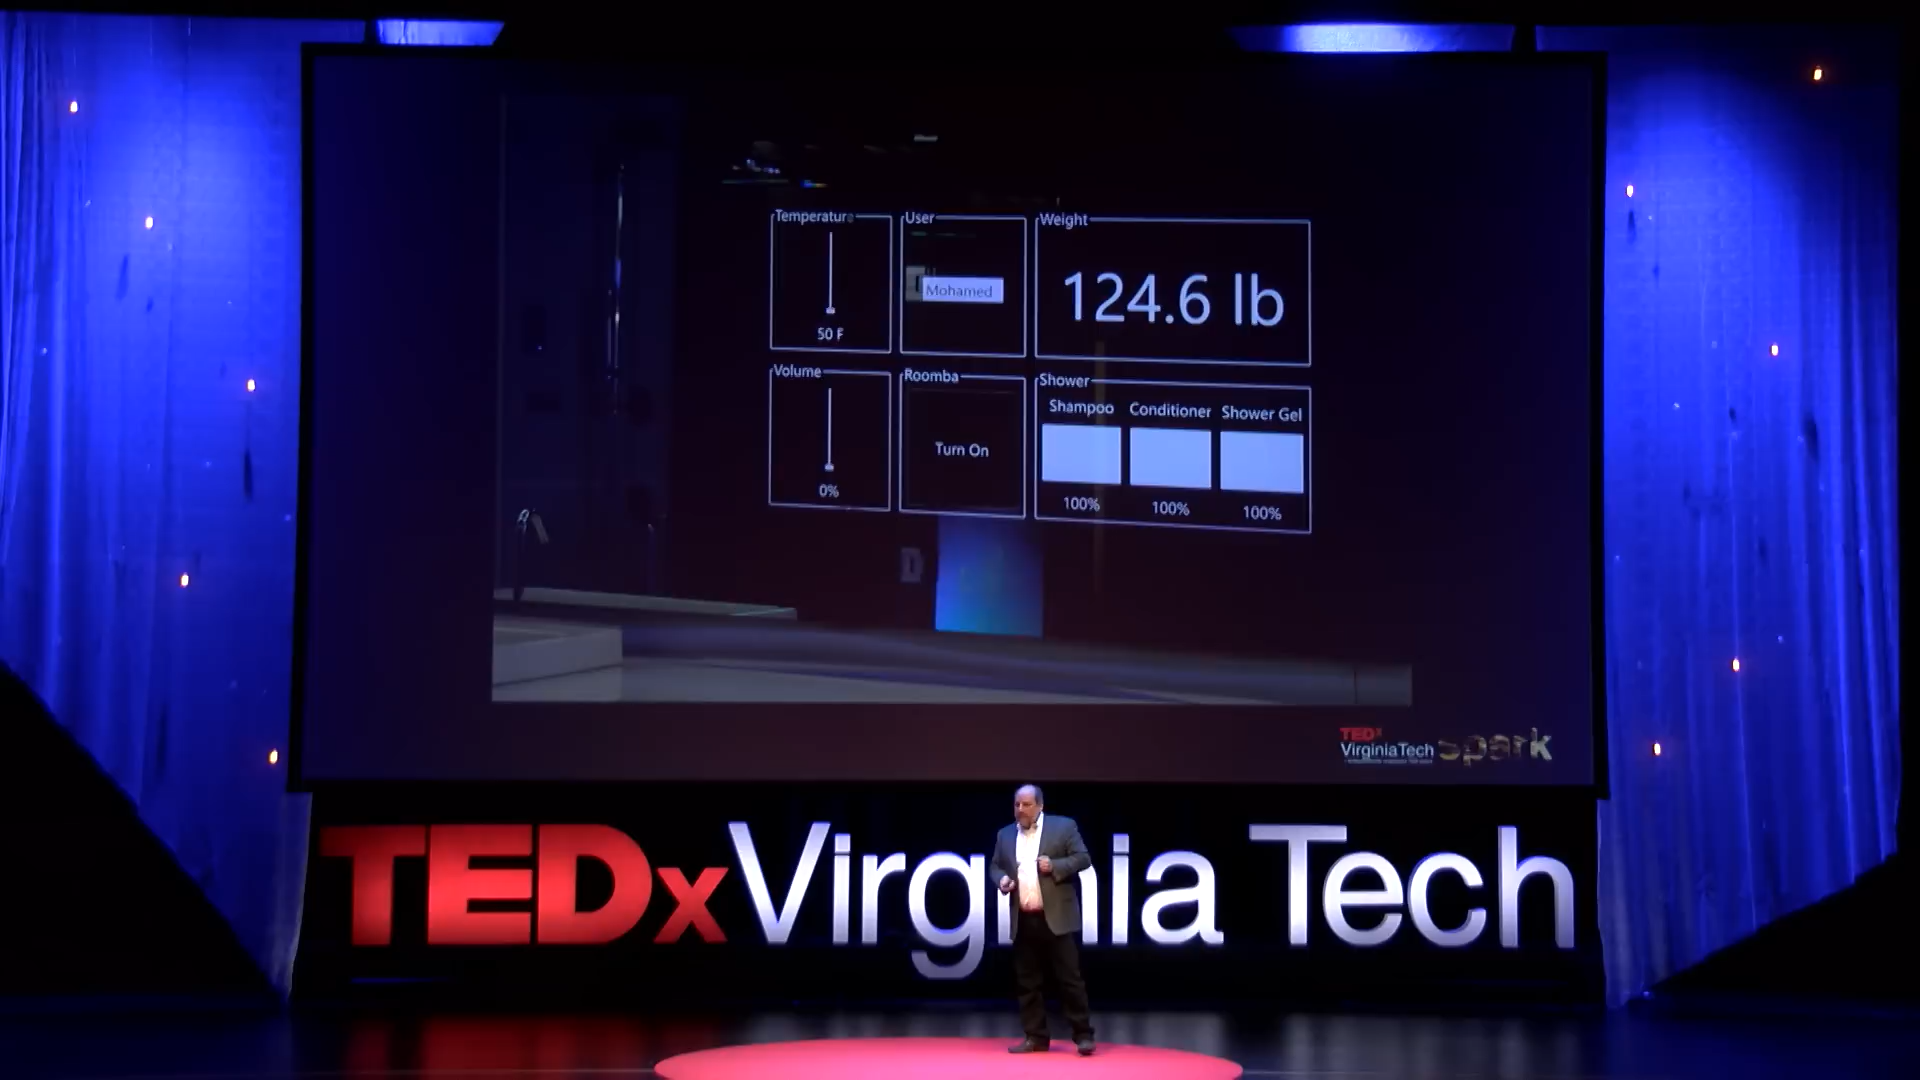 Temperature
User
Weight
Mohamed
124.6 lb
50 F
Volume
Roomba
Shower
Shampoo Conditioner Shower Gel
Turn On
0%
100% 100% 100%
TEDx
VirginiaTech
spark
TEDxVirginia Tech